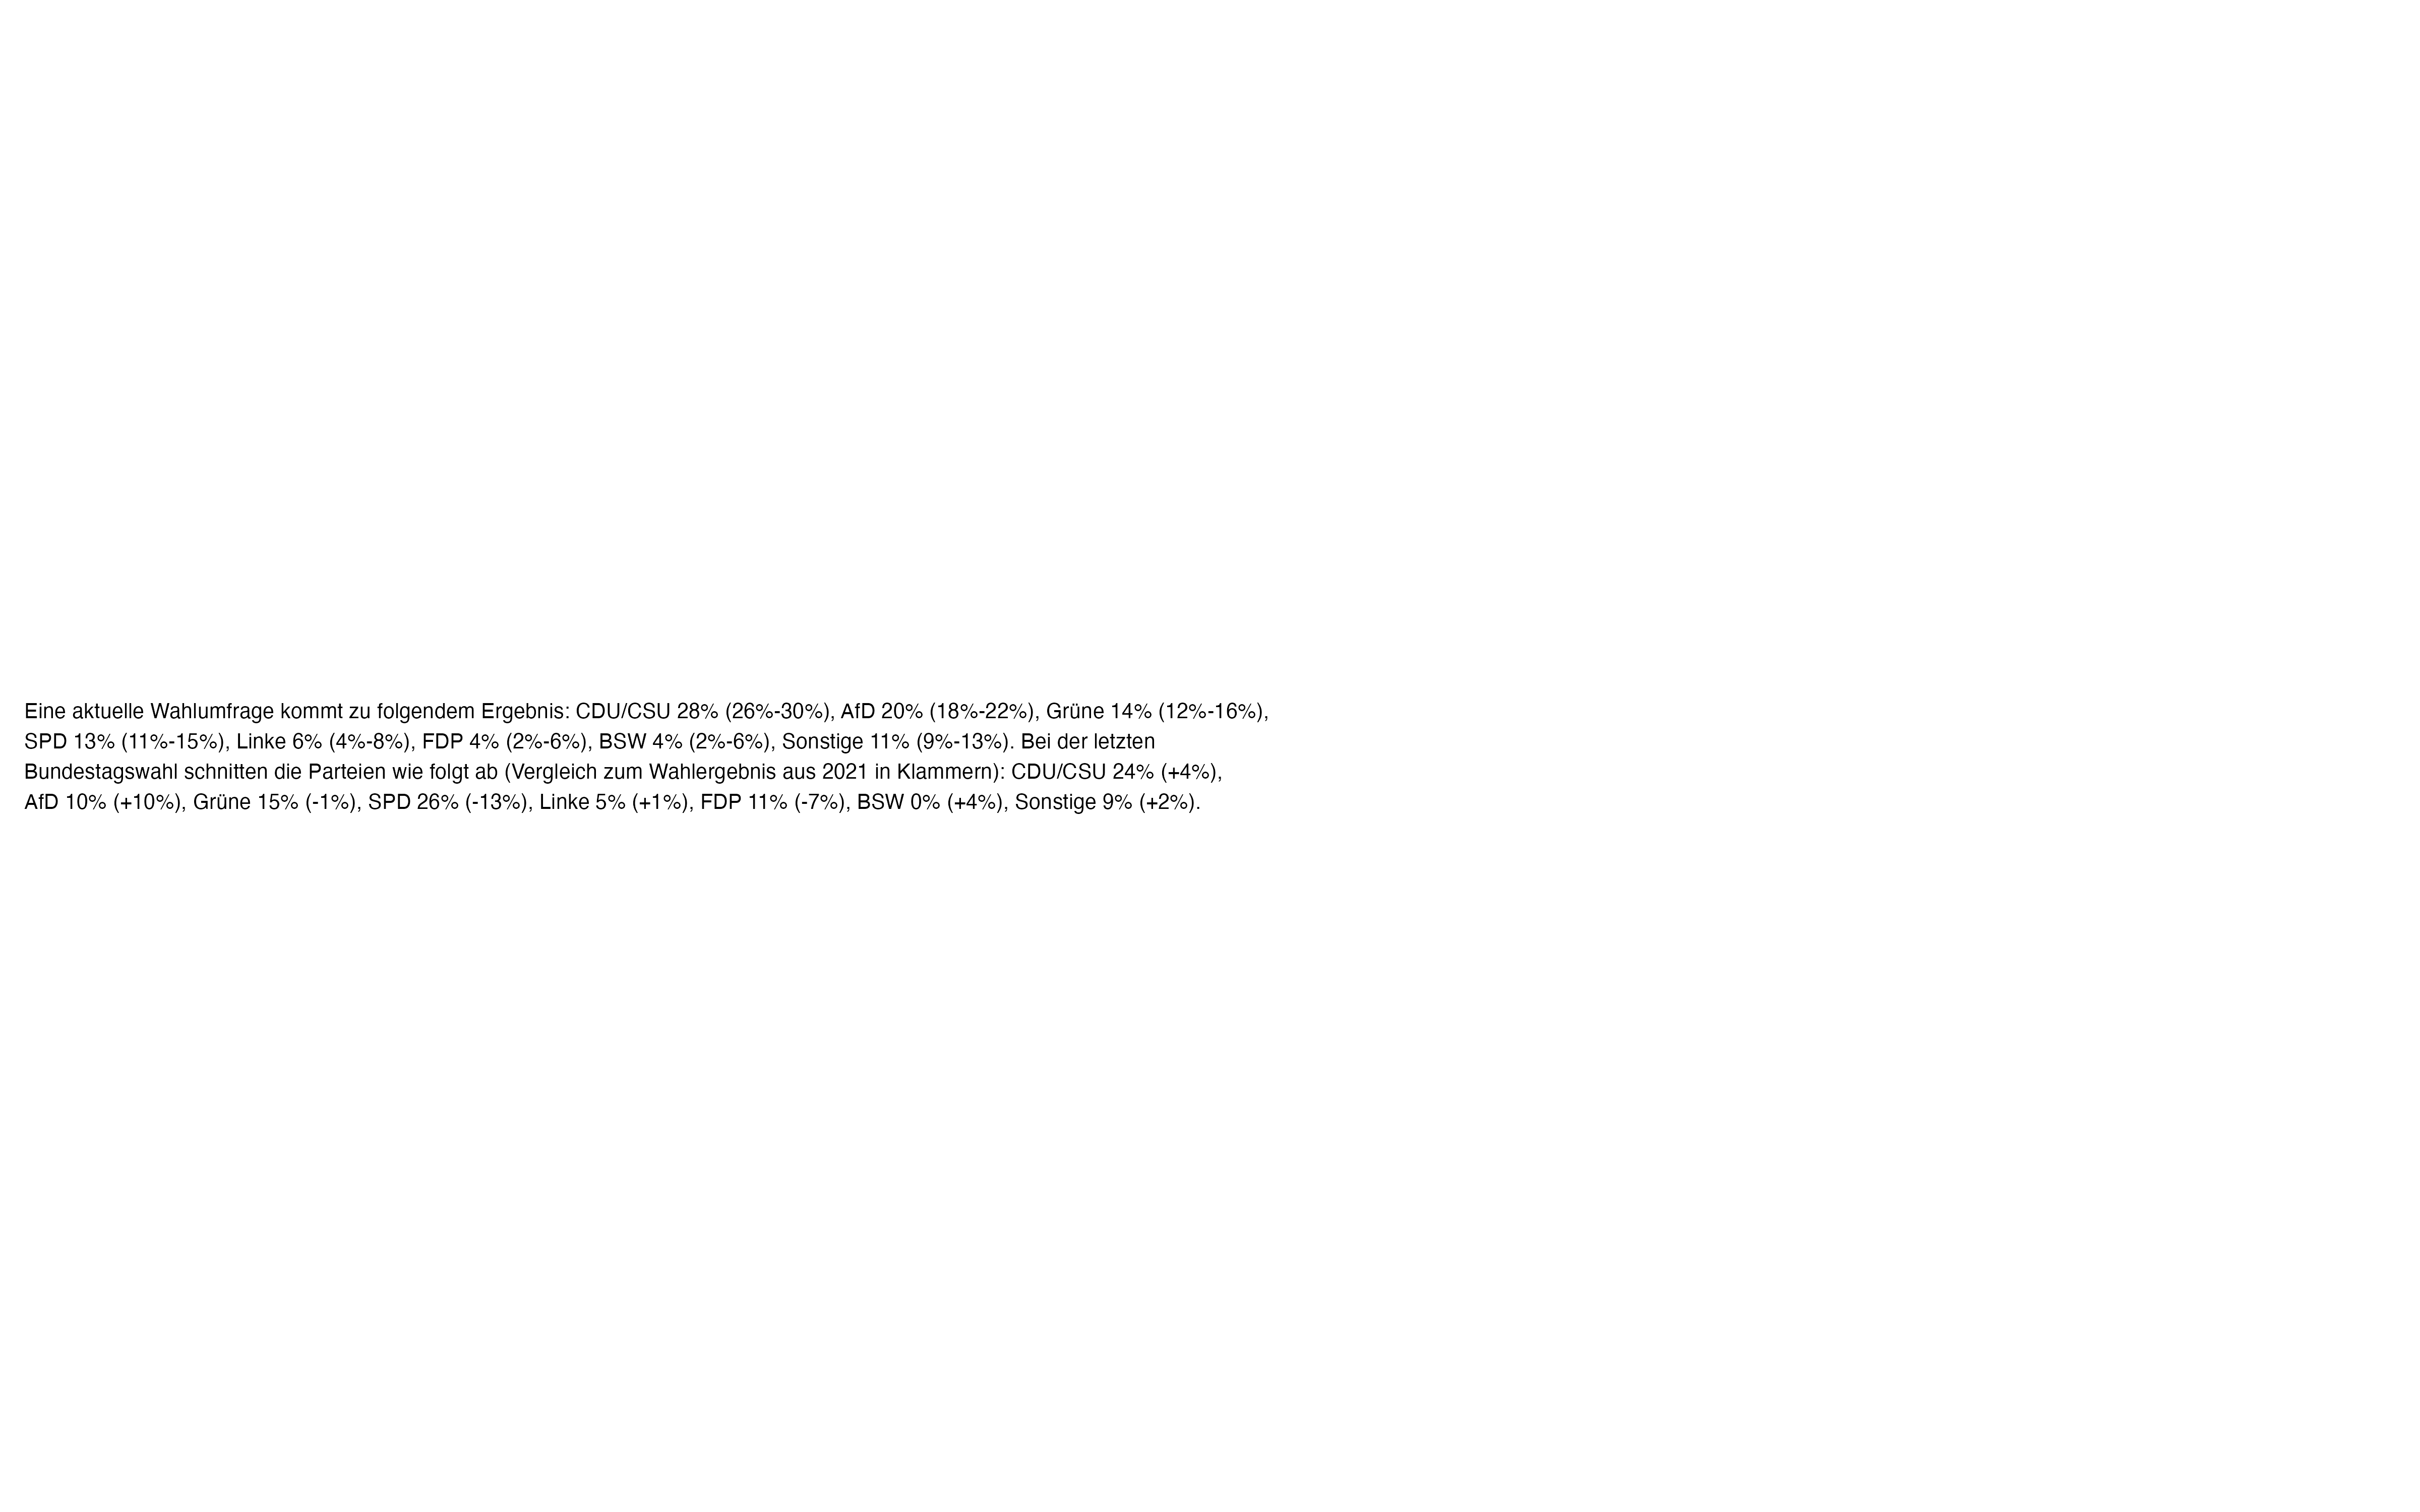 Eine aktuelle Wahlumfrage kommt zu folgendem Ergebnis: CDU/CSU 28% (26%-30%), AfD 20% (18%-22%), Grüne 14% (12%-16%),
SPD 13% (11%-15%), Linke 6% (4%-8%), FDP 4% (2%-6%), BSW 4% (2%-6%), Sonstige 11% (9%-13%). Bei der letzten
Bundestagswahl schnitten die Parteien wie folgt ab (Vergleich zum Wahlergebnis aus 2021 in Klammern): CDU/CSU 24% (+4%),
AfD 10% (+10%), Grüne 15% (-1%), SPD 26% (-13%), Linke 5% (+1%), FDP 11% (-7%), BSW 0% (+4%), Sonstige 9% (+2%).